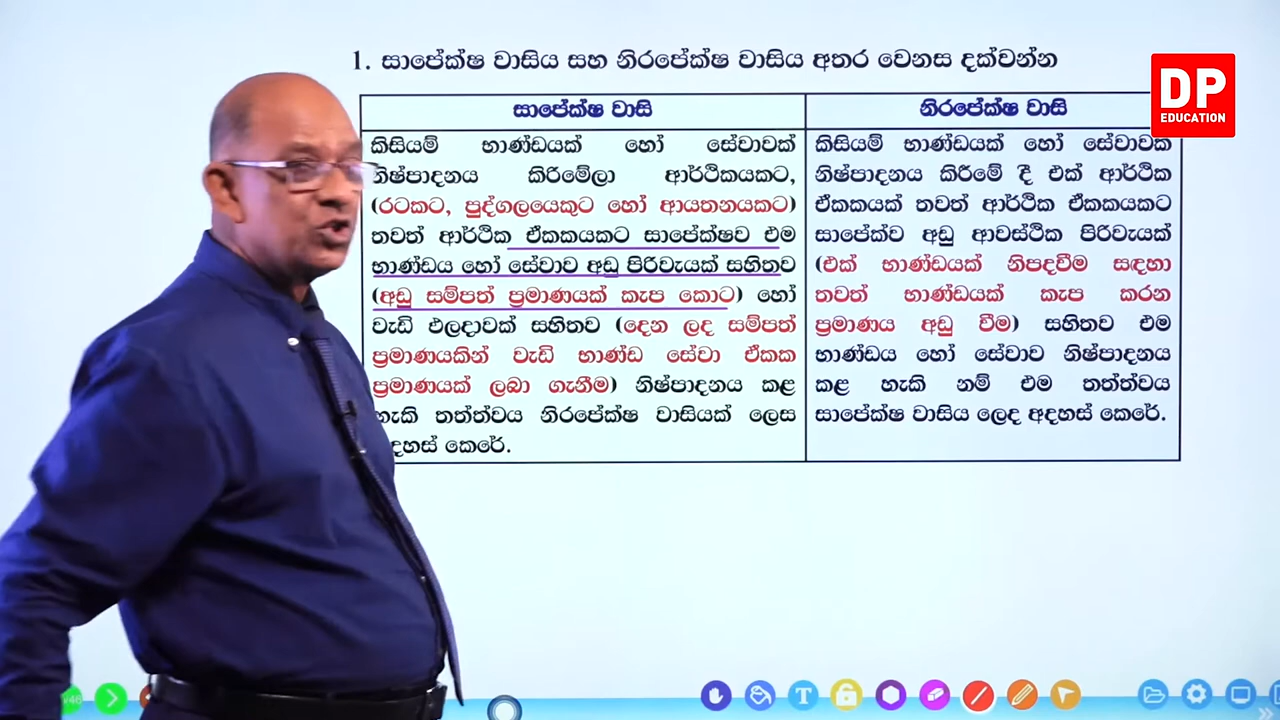 1. සාපේක්ෂ වාසිය සහ නිරපේක්ෂ වාසිය අතර වෙනස දක්වන්න
DP
EDUCATION
සාපේක්ෂ වාසි
කිසියම් භාණ්ඩයක් හෝ සේවාවක්
නිෂ්පාදනය කිරීමේලා ආර්ථිකයකට,
(රටකට, පුද්ගලයෙකුට හෝ ආයතනයකට)
තවත් ආර්ථික ඒකකයකට සාපේක්ෂව එම
භාණ්ඩය හෝ සේවාව අඩු පිරිවැයක් සහිතව
(අඩු සම්පත් ප්‍රමාණයක් කැප කොට) හෝ
වැඩි ඵලදාවක් සහිතව (දෙන ලද සම්පත්
ප්‍රමාණයකින් වැඩි භාණ්ඩ සේවා ඒකක
ප්‍රමාණයක් ලබා ගැනීම) නිෂ්පාදනය කළ
හැකි තත්ත්වය නිරපේක්ෂ වාසියක් ලෙස
අදහස් කෙරේ.
නිරපේක්ෂ වාසි
කිසියම් භාණ්ඩයක් හෝ සේවාවක
නිෂ්පාදනය කිරීමේ දී එක් ආර්ථික
ඒකකයක් තවත් ආර්ථික ඒකකයකට
සාපේක්ව අඩු ආවස්ථික පිරිවැයක්
(එක් භාණ්ඩයක් නිපදවීම සඳහා
තවත් භාණ්ඩයක් කැප කරන
ප්‍රමාණය අඩු වීම) සහිතව එම
භාණ්ඩය හෝ සේවාව නිෂ්පාදනය
කළ හැකි නම් එම තත්ත්වය
සාපේක්ෂ වාසිය ලෙද අදහස් කෙරේ.